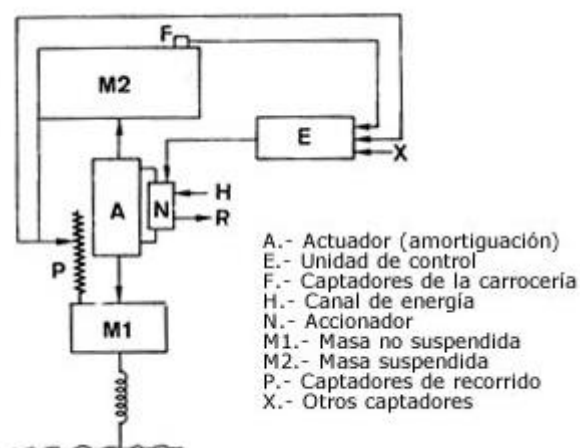 F
M2
E
X
A
N
H
R
P
M1
A.- Actuador (amortiguación)
E.- Unidad de control
F.- Captadores de la carrocería
H.- Canal de energía
N.- Accionador
M1.- Masa no suspendida
M2.- Masa suspendida
P.- Captadores de recorrido
X.- Otros captadores